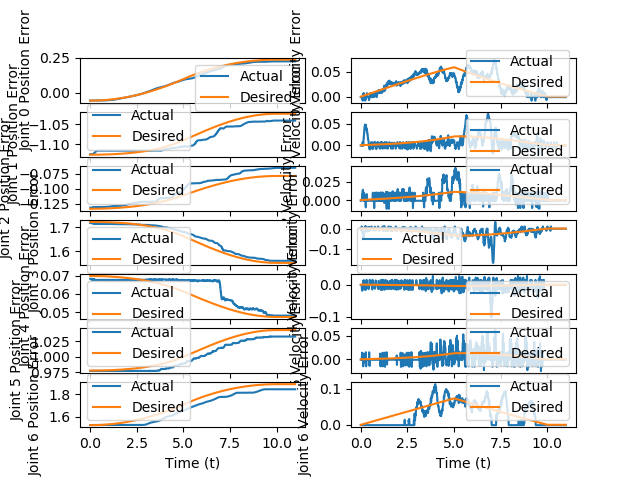 Joint 0 Position Error
0.25
0.00
Actual
Desired
Velocity Error
0.05
0.00
Actual
Desired
Joint 1 Position Error
−1.05
−1.10
Actual
Desired
Velocity Error
0.05
0.00
Actual
Desired
Joint 2 Position Error
−0.075
−0.100
−0.125
Actual
Desired
Velocity Error
0.025
0.000
Actual
Desired
Joint 3 Position Error
1.7
1.6
Actual
Desired
0.0
−0.1
Actual
Desired
Joint 4 Position Error
0.07
0.06
0.05
Actual
Desired
0.0
−0.1
Actual
Desired
Joint 5 Position Error
1.025
1.000
0.975
Actual
Desired
0.05
0.00
Actual
Desired
Joint 6 Position Error
1.8
1.6
Actual
Desired
Joint 6 Velocity Error
0.1
0.0
Actual
Desired
0.0 2.5 5.0 7.5 10.0
0.0 2.5 5.0 7.5 10.0
Time (t)
Time (t)